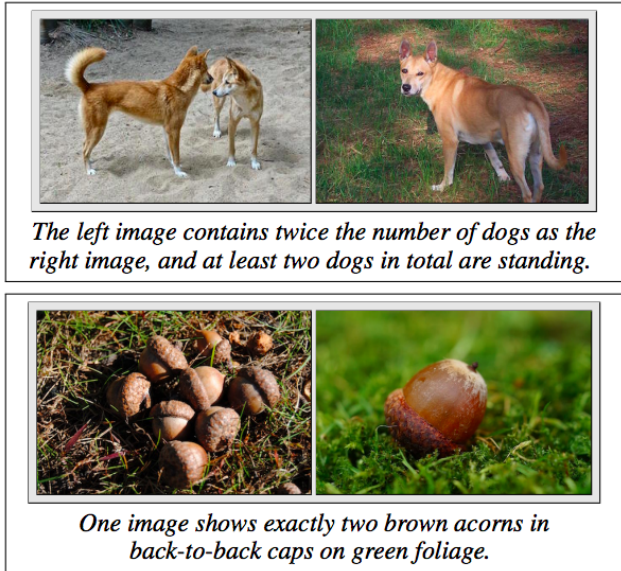 The left image contains twice the number of dogs as the
right image, and at least two dogs in total are standing.
One image shows exactly two brown acorns in
back-to-back caps on green foliage.